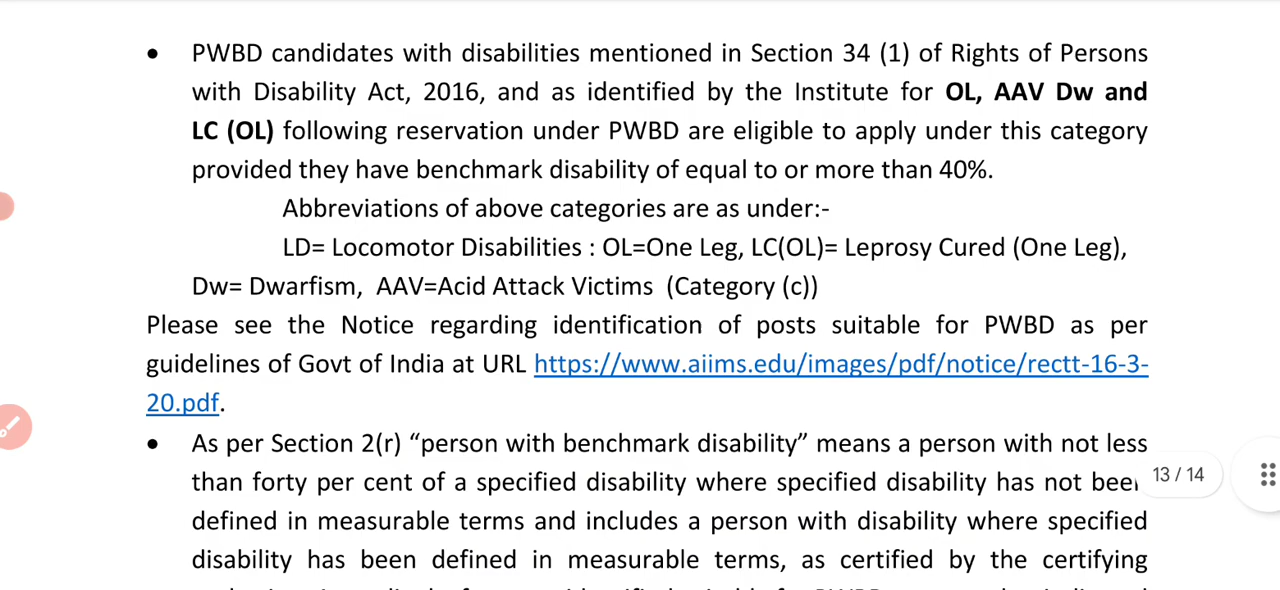 • PWBD candidates with disabilities mentioned in Section 34 (1) of Rights of Persons
with Disability Act, 2016, and as identified by the Institute for OL, AAV Dw and
LC (OL) following reservation under PWBD are eligible to apply under this category
provided they have benchmark disability of equal to or more than 40%.
Abbreviations of above categories are as under:-
LD= Locomotor Disabilities : OL=One Leg, LC(OL)= Leprosy Cured (One Leg),
Dw= Dwarfism, AAV=Acid Attack Victims (Category (c))
Please see the Notice regarding identification of posts suitable for PWBD as per
guidelines of Govt of India at URL https://www.aiims.edu/images/pdf/notice/rectt-16-3-
20.pdf.
• As per Section 2(r) “person with benchmark disability” means a person with not less
than forty per cent of a specified disability where specified disability has not been
13 / 14
defined in measurable terms and includes a person with disability where specified
disability has been defined in measurable terms, as certified by the certifying